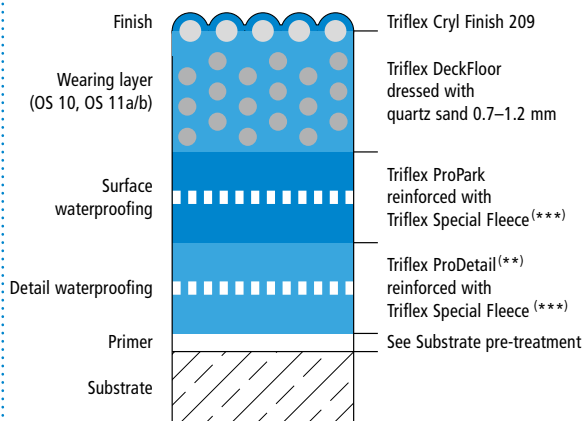 Finish
Triflex Cryl Finish 209
Wearing layer
(OS 10, OS 11a/b)
Triflex DeckFloor
dressed with
quartz sand 0.7–1.2 mm
Surface
waterproofing
Triflex ProPark
reinforced with
Triflex Special Fleece(***)
Detail waterproofing
Triflex ProDetail(**)
reinforced with
Triflex Special Fleece (***)
Primer
See Substrate pre-treatment
Substrate